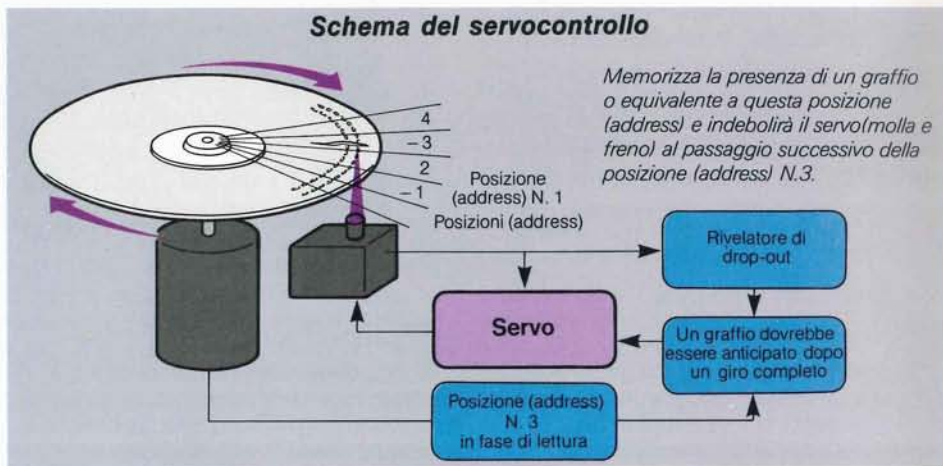 Schema del servocontrollo
Memorizza la presenza di un graffio
o equivalente a questa posizione
(address) e indebolirà il servo(molla e
freno) al passaggio successivo della
posizione (address) N.3.
4
–3
2
–1
Posizione
(address) N. 1
Posizioni (address)
Rivelatore di
drop-out
Servo
Un graffio dovrebbe
essere anticipato dopo
un giro completo
Posizione (address)
N. 3
in fase di lettura